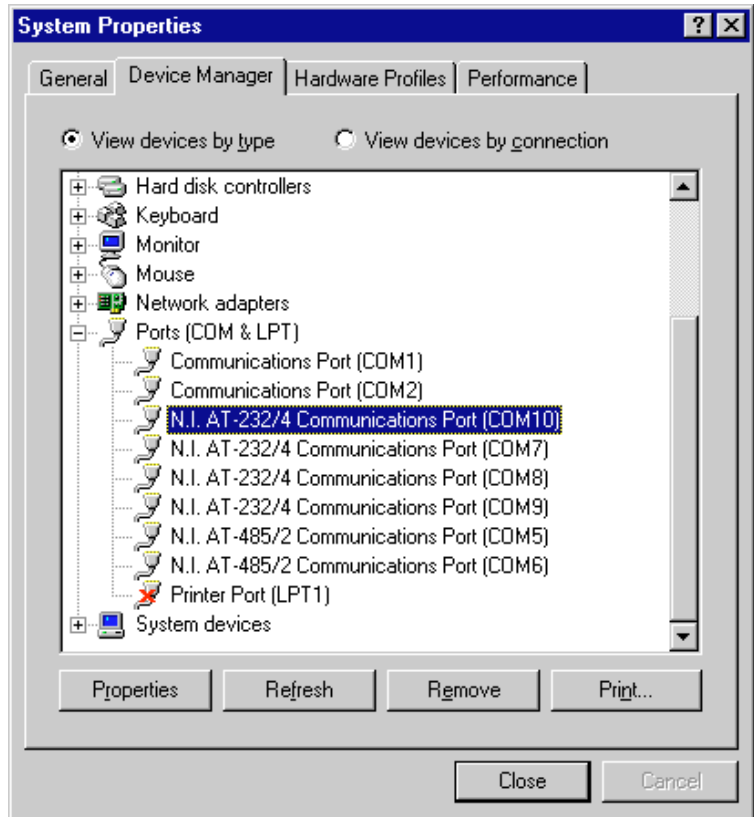 System Properties
General Device Manager Hardware Profiles Performance
View devices by type View devices by connection
Hard disk controllers
Keyboard
Monitor
Mouse
Network adapters
Ports (COM & LPT)
Communications Port (COM1)
Communications Port (COM2)
N.I. AT-232/4 Communications Port (COM10)
N.I. AT-232/4 Communications Port (COM7)
N.I. AT-232/4 Communications Port (COM8)
N.I. AT-232/4 Communications Port (COM9)
N.I. AT-485/2 Communications Port (COM5)
N.I. AT-485/2 Communications Port (COM6)
Printer Port (LPT1)
System devices
Properties Refresh Remove Print...
Close Cancel